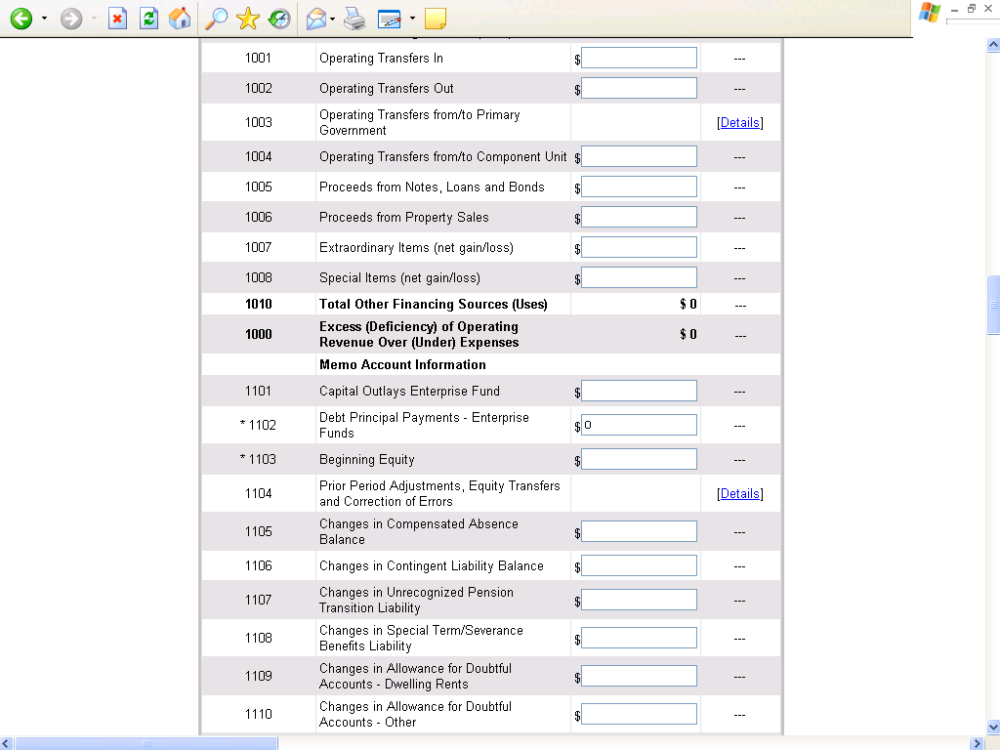 1001 Operating Transfers In $ ---
1002 Operating Transfers Out $ ---
1003 Operating Transfers from/to Primary
Government [Details]
1004 Operating Transfers from/to Component Unit $ ---
1005 Proceeds from Notes, Loans and Bonds $ ---
1006 Proceeds from Property Sales $ ---
1007 Extraordinary Items (net gain/loss) $ ---
1008 Special Items (net gain/loss) $ ---
1010 Total Other Financing Sources (Uses) $ 0 ---
1000 Excess (Deficiency) of Operating
Revenue Over (Under) Expenses $ 0 ---
Memo Account Information
1101 Capital Outlays Enterprise Fund $ ---
* 1102 Debt Principal Payments - Enterprise
Funds $ 0 ---
* 1103 Beginning Equity $ ---
1104 Prior Period Adjustments, Equity Transfers
and Correction of Errors [Details]
1105 Changes in Compensated Absence
Balance $ ---
1106 Changes in Contingent Liability Balance $ ---
1107 Changes in Unrecognized Pension
Transition Liability $ ---
1108 Changes in Special Term/Severance
Benefits Liability $ ---
1109 Changes in Allowance for Doubtful
Accounts - Dwelling Rents $ ---
1110 Changes in Allowance for Doubtful
Accounts - Other $ ---